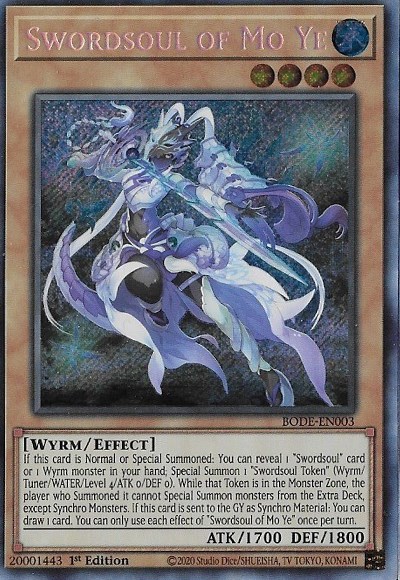 Swordsoul of Mo Ye
BODE-EN003
[Wyrm/Effect]
If this card is Normal or Special Summoned: You can reveal 1 "Swordsoul" card
or 1 Wyrm monster in your hand; Special Summon 1 "Swordsoul Token" (Wyrm/
Tuner/WATER/Level 4/ATK 0/DEF 0). While that Token is in the Monster Zone, the
player who Summoned it cannot Special Summon monsters from the Extra Deck,
except Synchro Monsters. If this card is sent to the GY as Synchro Material: You can
draw 1 card. You can only use each effect of "Swordsoul of Mo Ye" once per turn.
ATK/1700 DEF/1800
20001443 1st Edition ©2020 Studio Dice/SHUEISHA, TV TOKYO, KONAMI